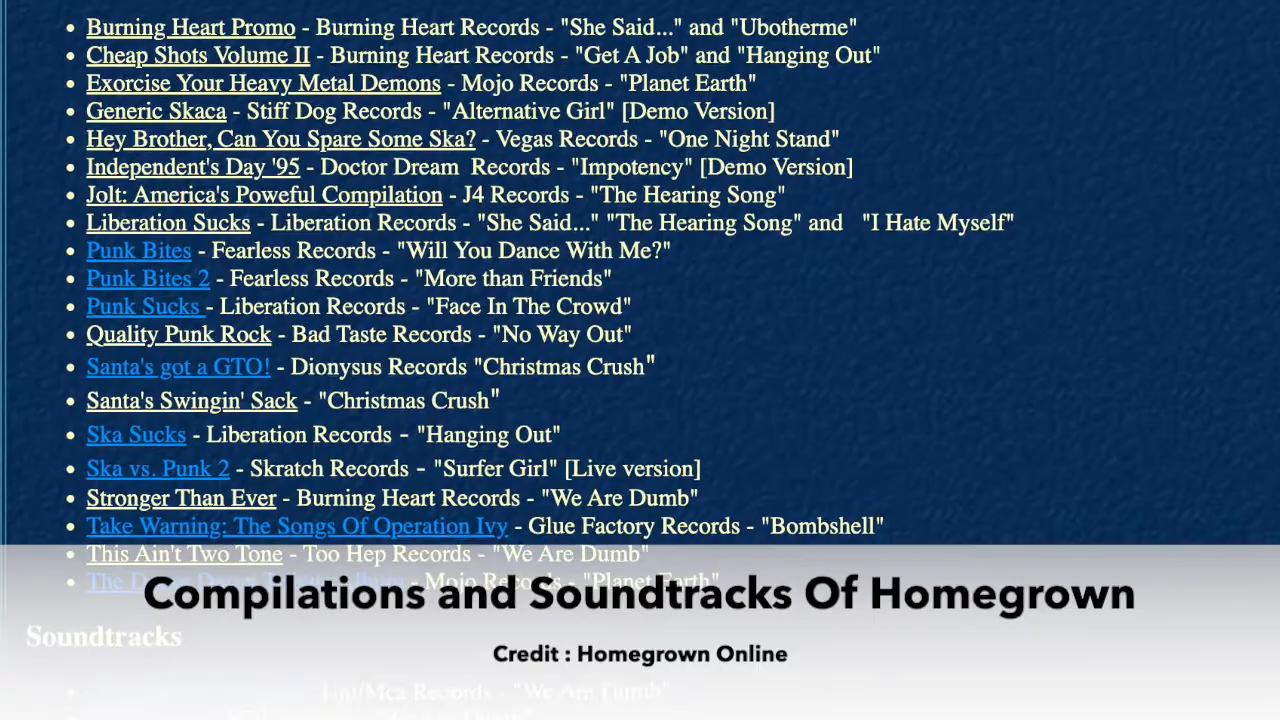 Burning Heart Promo - Burning Heart Records - "She Said..." and "Ubotherme"
Cheap Shots Volume II - Burning Heart Records - "Get A Job" and "Hanging Out"
Exorcise Your Heavy Metal Demons - Mojo Records - "Planet Earth"
Generic Skaca - Stiff Dog Records - "Alternative Girl" [Demo Version]
Hey Brother, Can You Spare Some Ska? - Vegas Records - "One Night Stand"
Independent's Day '95 - Doctor Dream Records - "Impotency" [Demo Version]
Jolt: America's Poweful Compilation - J4 Records - "The Hearing Song"
Liberation Sucks - Liberation Records - "She Said..." "The Hearing Song" and "I Hate Myself"
Punk Bites - Fearless Records - "Will You Dance With Me?"
Punk Bites 2 - Fearless Records - "More than Friends"
Punk Sucks - Liberation Records - "Face In The Crowd"
Quality Punk Rock - Bad Taste Records - "No Way Out"
Santa's got a GTO! - Dionysus Records "Christmas Crush"
Santa's Swingin' Sack - "Christmas Crush"
Ska Sucks - Liberation Records - "Hanging Out"
Ska vs. Punk 2 - Skratch Records - "Surfer Girl" [Live version]
Stronger Than Ever - Burning Heart Records - "We Are Dumb"
Take Warning: The Songs Of Operation Ivy - Glue Factory Records - "Bombshell"
This Ain't Two Tone - Too Hep Records - "We Are Dumb"
The - Mojo Records - "Planet Earth"
Compilations and Soundtracks Of Homegrown
Soundtracks
Credit : Homegrown Online
Records - "We Are Dumb"